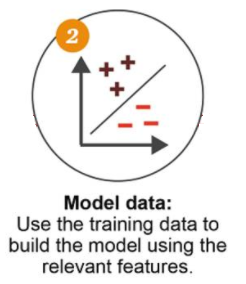 2
Model data:
Use the training data to
build the model using the
relevant features.